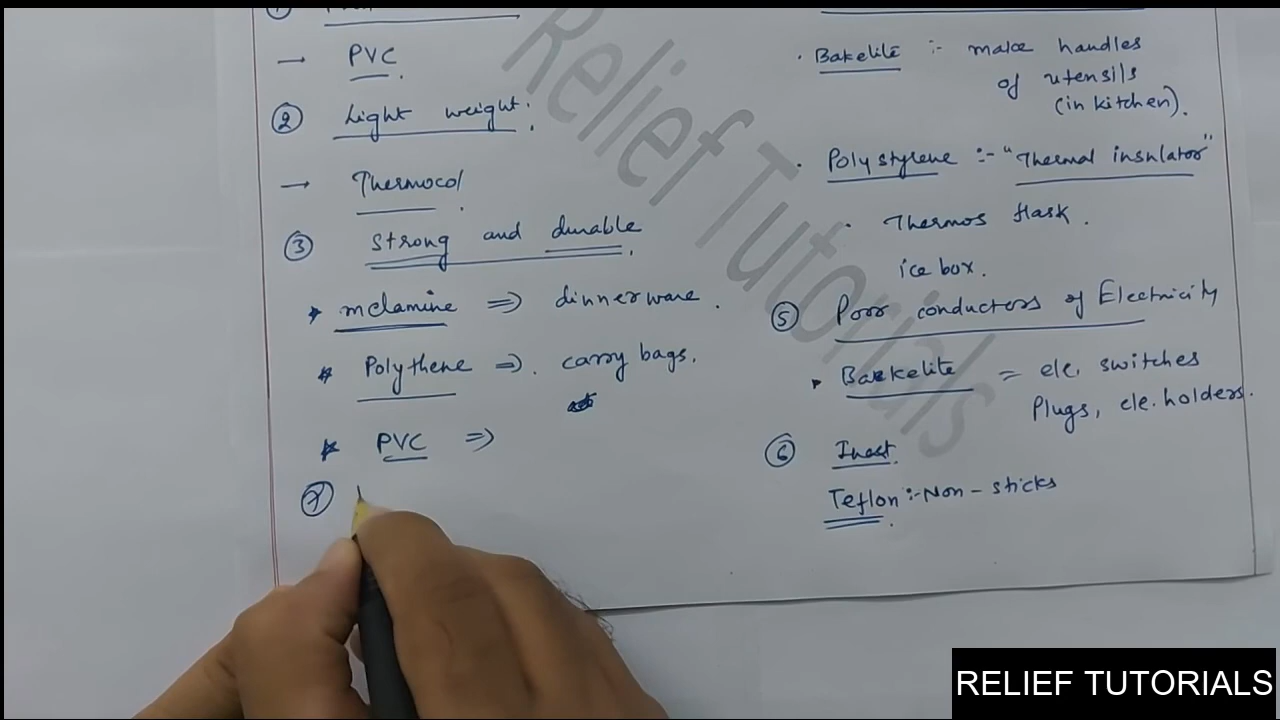 ①
→ PVC.
② Light weight.
→ Thermocol.
③ Strong and durable.
* melamine ⇒ dinnerware.
* Polythene ⇒ carry bags.
* PVC ⇒
⑦
· Bakelite :- make handles
of utensils
(in kitchen).
· Polystyrene :- "Thermal insulator"
· Thermos flask.
ice box.
⑤ Poor conductors of Electricity
▸ Bakelite = ele. switches
Plugs, ele. holders.
⑥ Inert.
Teflon :- Non - sticks.
Relief Tutorials
RELIEF TUTORIALS